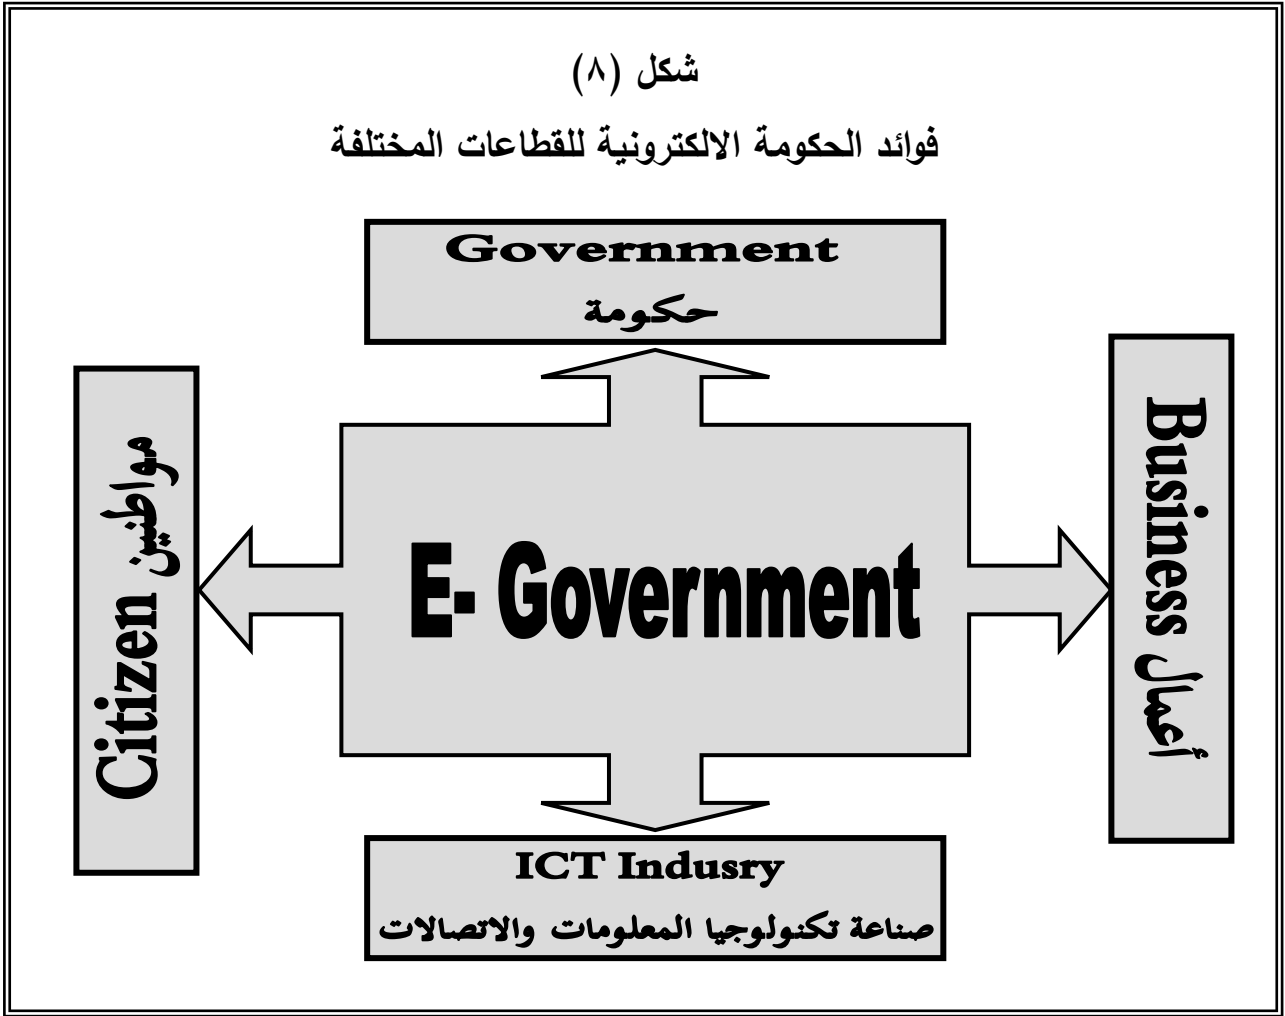 شكل (٨)
فوائد الحكومة الالكترونية للقطاعات المختلفة
Government
حكومة
Citizen مواطنين
E- Government
Business أعمال
ICT Indusry
صناعة تكنولوجيا المعلومات والاتصالات